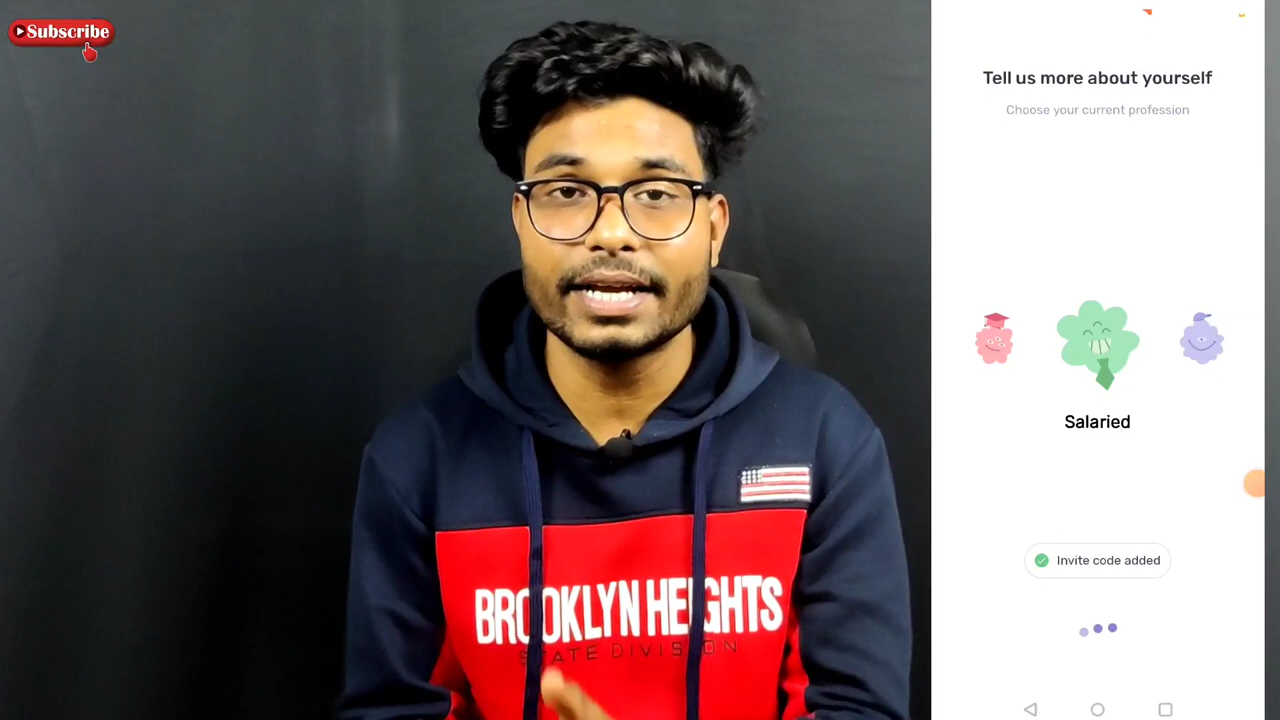 Subscribe
Tell us more about yourself
Choose your current profession
Salaried
Invite code added
BROOKLYN HEIGHTS
STATE DIVISION